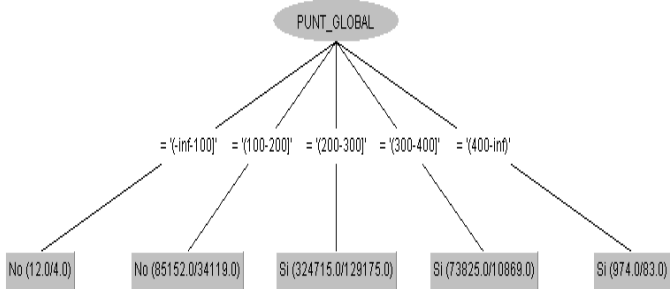 PUNT_GLOBAL
= '(-inf-100]' = '(100-200]' = '(200-300]' = '(300-400]' = '(400-inf)'
No (12.0/4.0) No (85152.0/34119.0) Si (324715.0/129175.0) Si (73825.0/10869.0) Si (974.0/83.0)